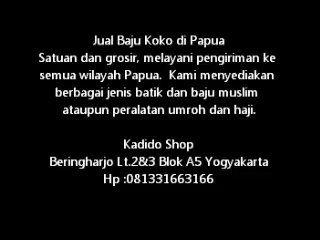 Jual Baju Koko di Papua
Satuan dan grosir, melayani pengiriman ke
semua wilayah Papua. Kami menyediakan
berbagai jenis batik dan baju muslim
ataupun peralatan umroh dan haji.
Kadido Shop
Beringharjo Lt.2&3 Blok A5 Yogyakarta
Hp :081331663166